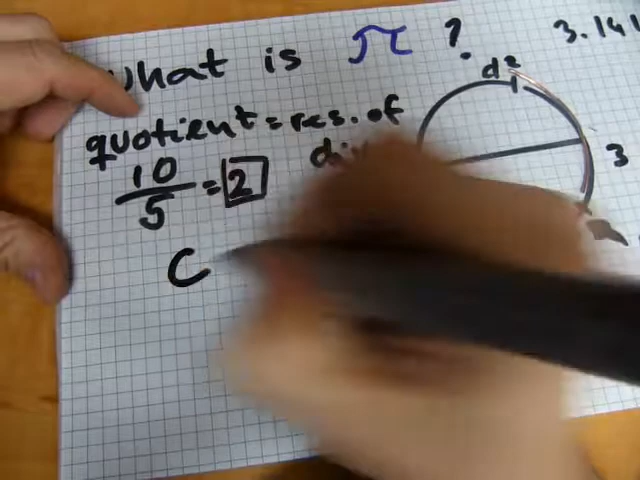 What is π ?
3.141
d
quotient = res. of
10
5
= 2
3
C